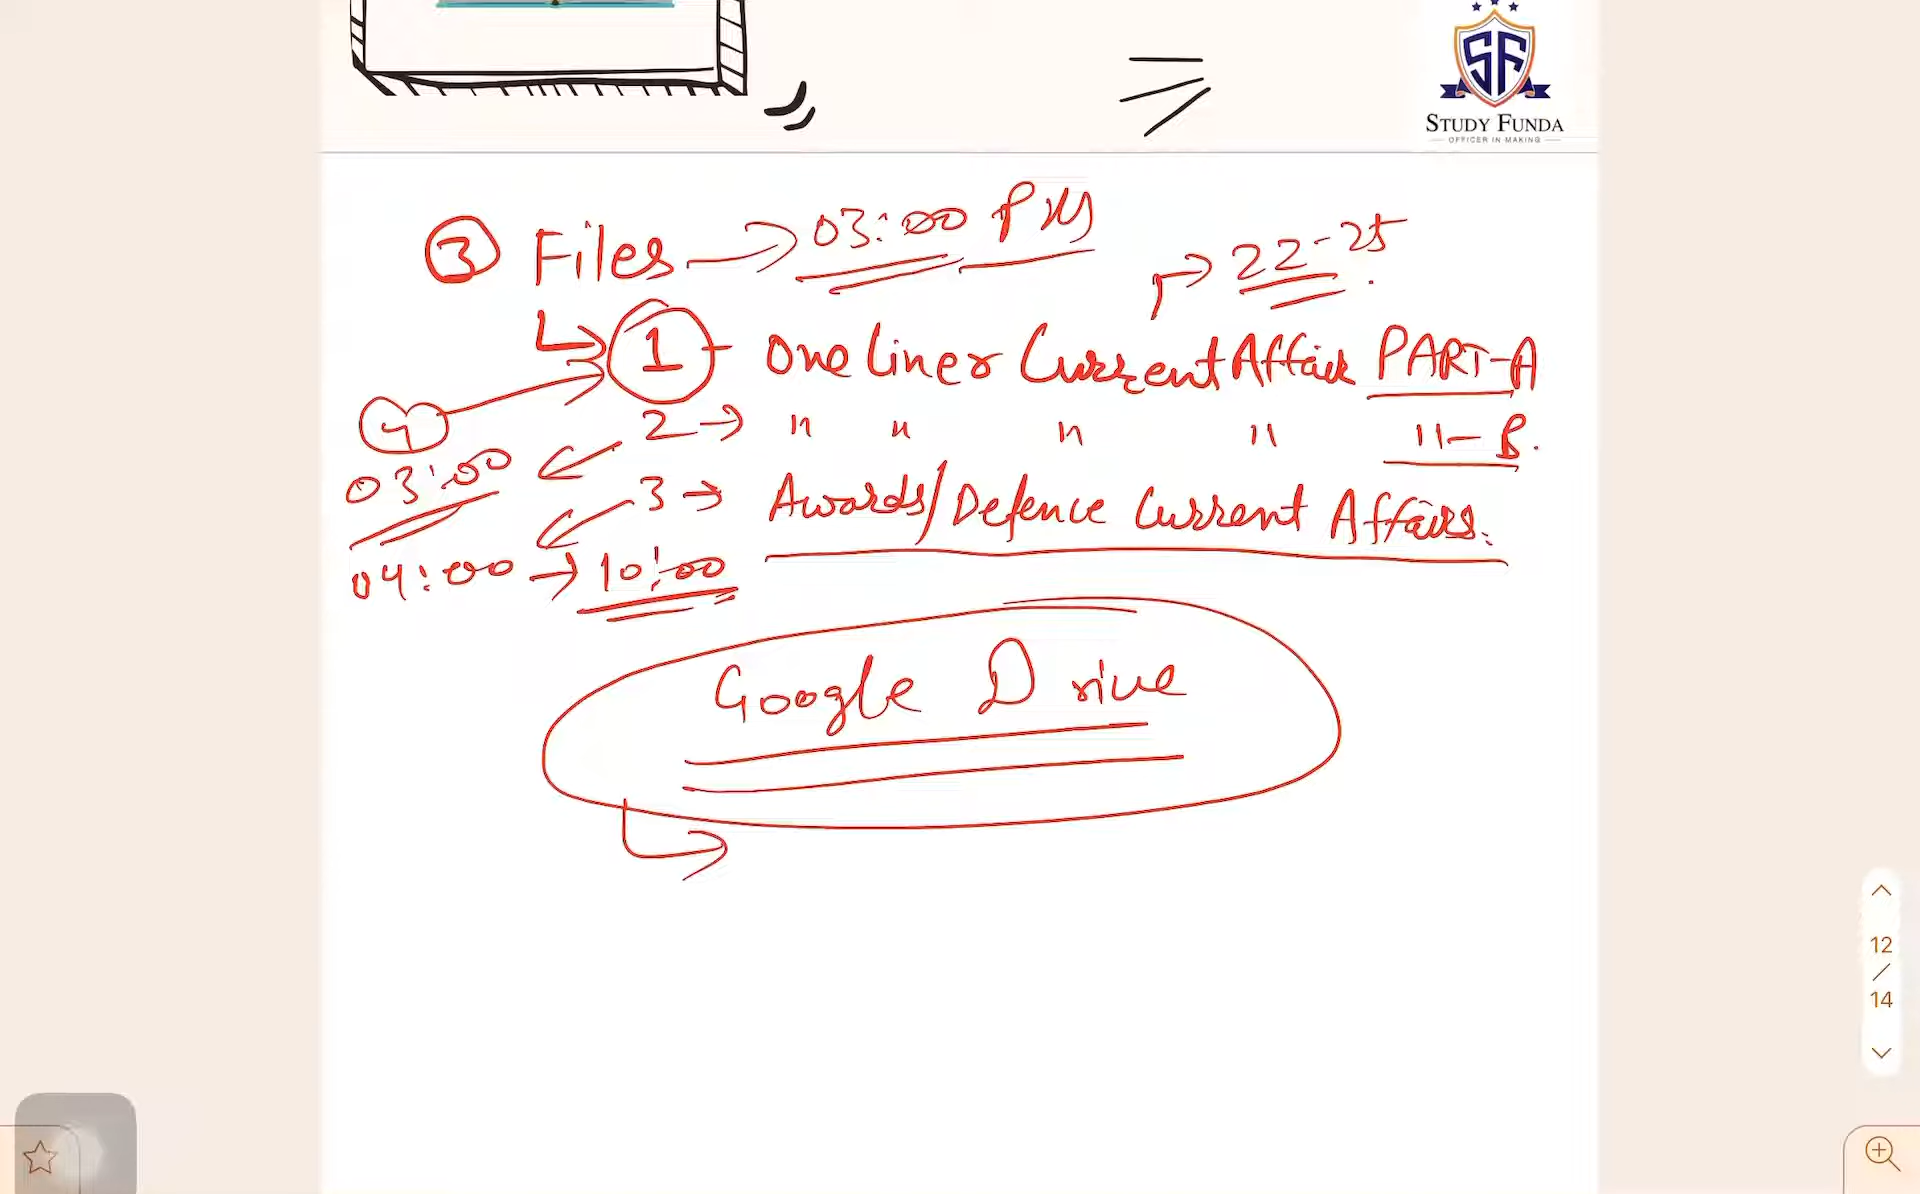 SF
STUDY FUNDA
OFFICER IN MAKING
3 Files → 03:00 PM
→ 22-25
1 - One Liner Current Affair PART-A
2 → " " " " " - B.
03:00
3 → Awards/Defence Current Affairs.
04:00 → 10:00
Google Drive
12
/
14